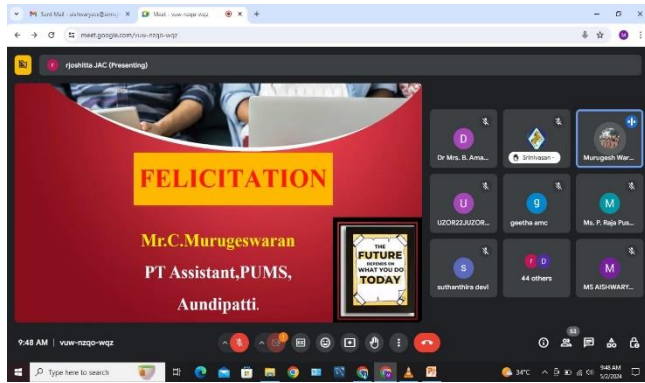 Meet - vuw-nzqo-wqz
meet.google.com/vuw-nzqo-wqz
rjoshitta JAC (Presenting)
FELICITATION
Mr.C.Murugeswaran
PT Assistant,PUMS,
Aundipatti.
THE
FUTURE
DEPENDS ON
WHAT YOU DO
TODAY
D
Dr Mrs. B. Ama...
Srinivasan -
Murugesh War...
U
UZOR22JUZOR...
g
geetha amc
M
Ms. P. Raja Pus...
S
suthanthira devi
D
44 others
M
MS AISHWARY...
9:48 AM | vuw-nzqo-wqz
53
Type here to search
34°C
9:48 AM
5/2/2024